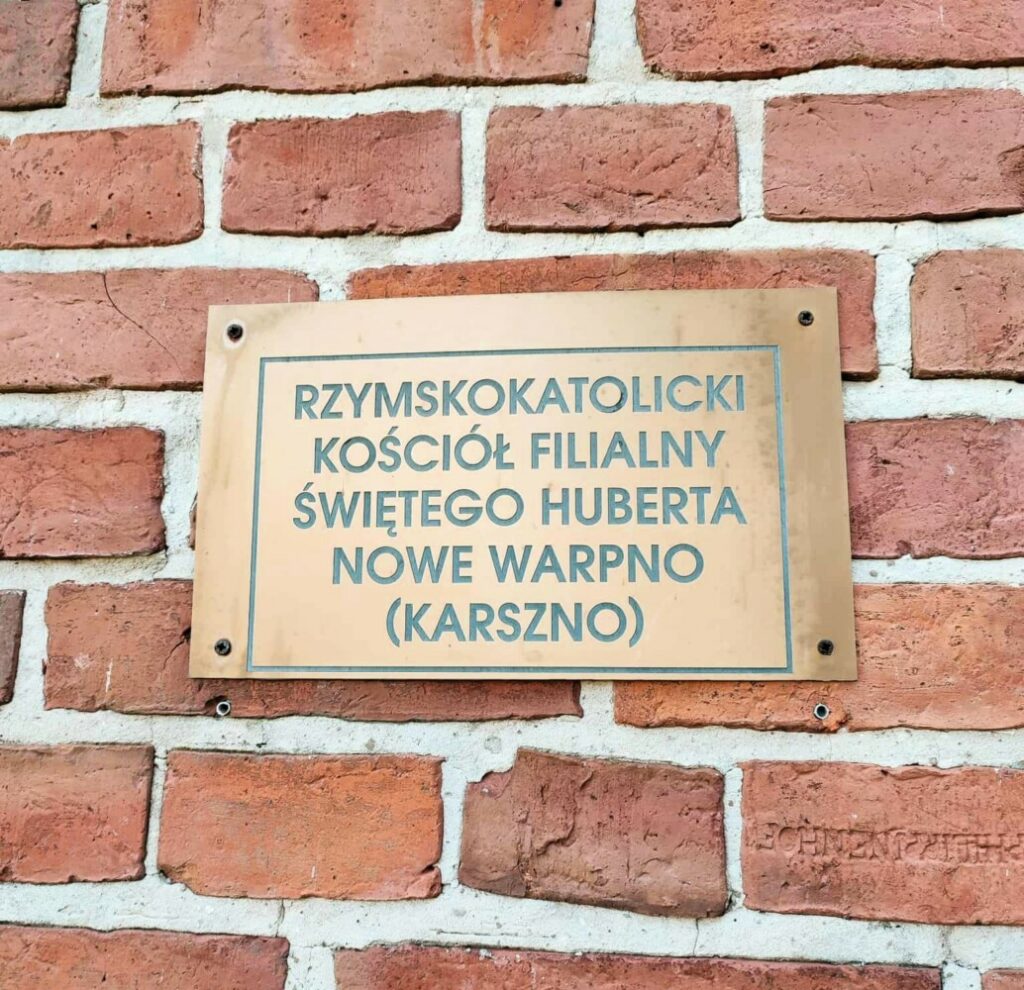 RZYMSKOKATOLICKI
KOŚCIÓŁ FILIALNY
ŚWIĘTEGO HUBERTA
NOWE WARPNO
(KARSZNO)